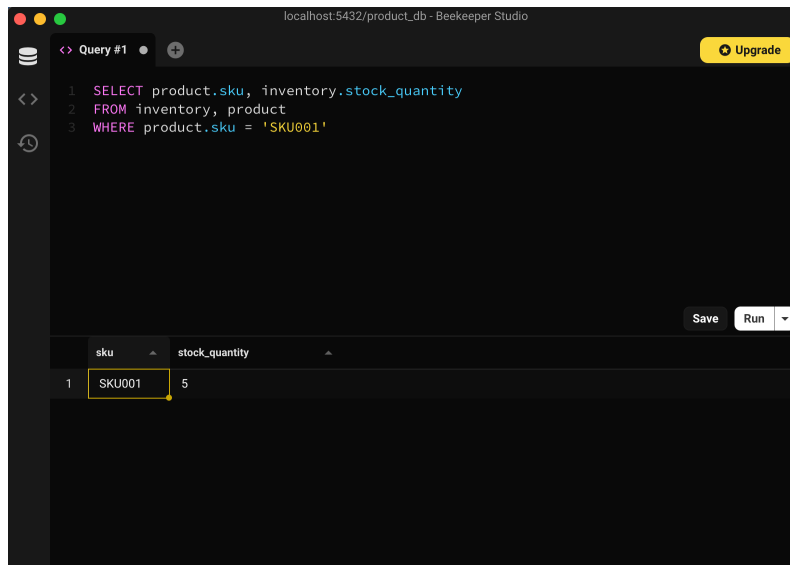 localhost:5432/product_db - Beekeeper Studio
Query #1
Upgrade
1 SELECT product.sku, inventory.stock_quantity
2 FROM inventory, product
3 WHERE product.sku = 'SKU001'
Save Run
sku stock_quantity
1 SKU001 5